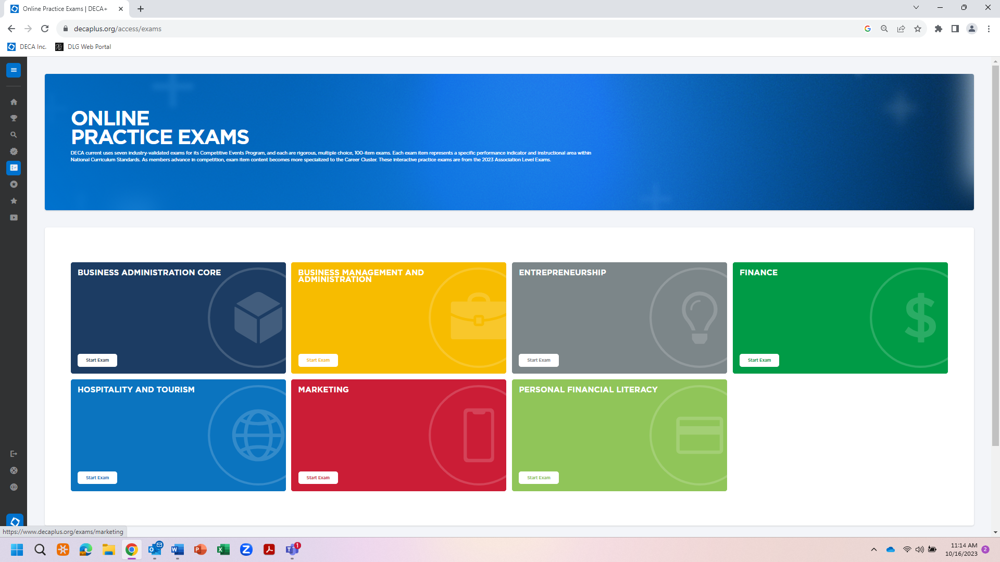 Online Practice Exams | DECA+
decaplus.org/access/exams
DECA Inc.
DLG Web Portal
ONLINE
PRACTICE EXAMS
DECA current uses seven industry-validated exams for its Competitive Events Program, and each are rigorous, multiple choice, 100-item exams. Each exam item represents a specific performance indicator and instructional area within
National Curriculum Standards. As members advance in competition, exam item content becomes more specialized to the Career Cluster. These interactive practice exams are from the 2023 Association Level Exams.
BUSINESS ADMINISTRATION CORE
Start Exam
BUSINESS MANAGEMENT AND
ADMINISTRATION
Start Exam
ENTREPRENEURSHIP
Start Exam
FINANCE
Start Exam
HOSPITALITY AND TOURISM
Start Exam
MARKETING
Start Exam
PERSONAL FINANCIAL LITERACY
Start Exam
https://www.decaplus.org/exams/marketing
1
11:14 AM
10/16/2023
2